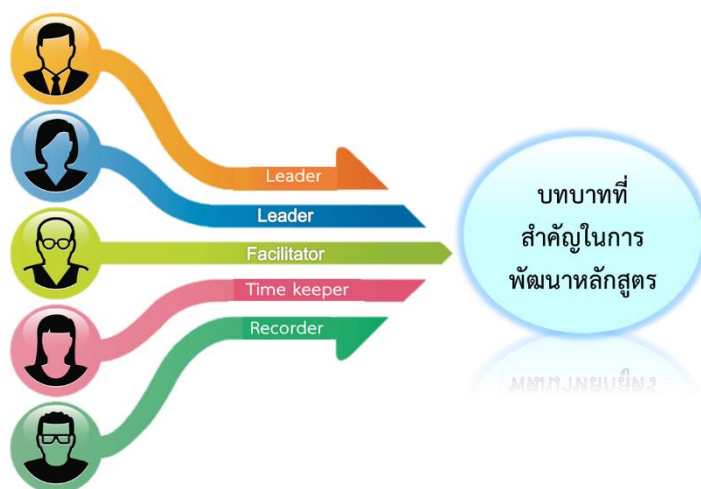 Leader
Leader
Facilitator
Time keeper
Recorder
บทบาทที่
สำคัญในการ
พัฒนาหลักสูตร